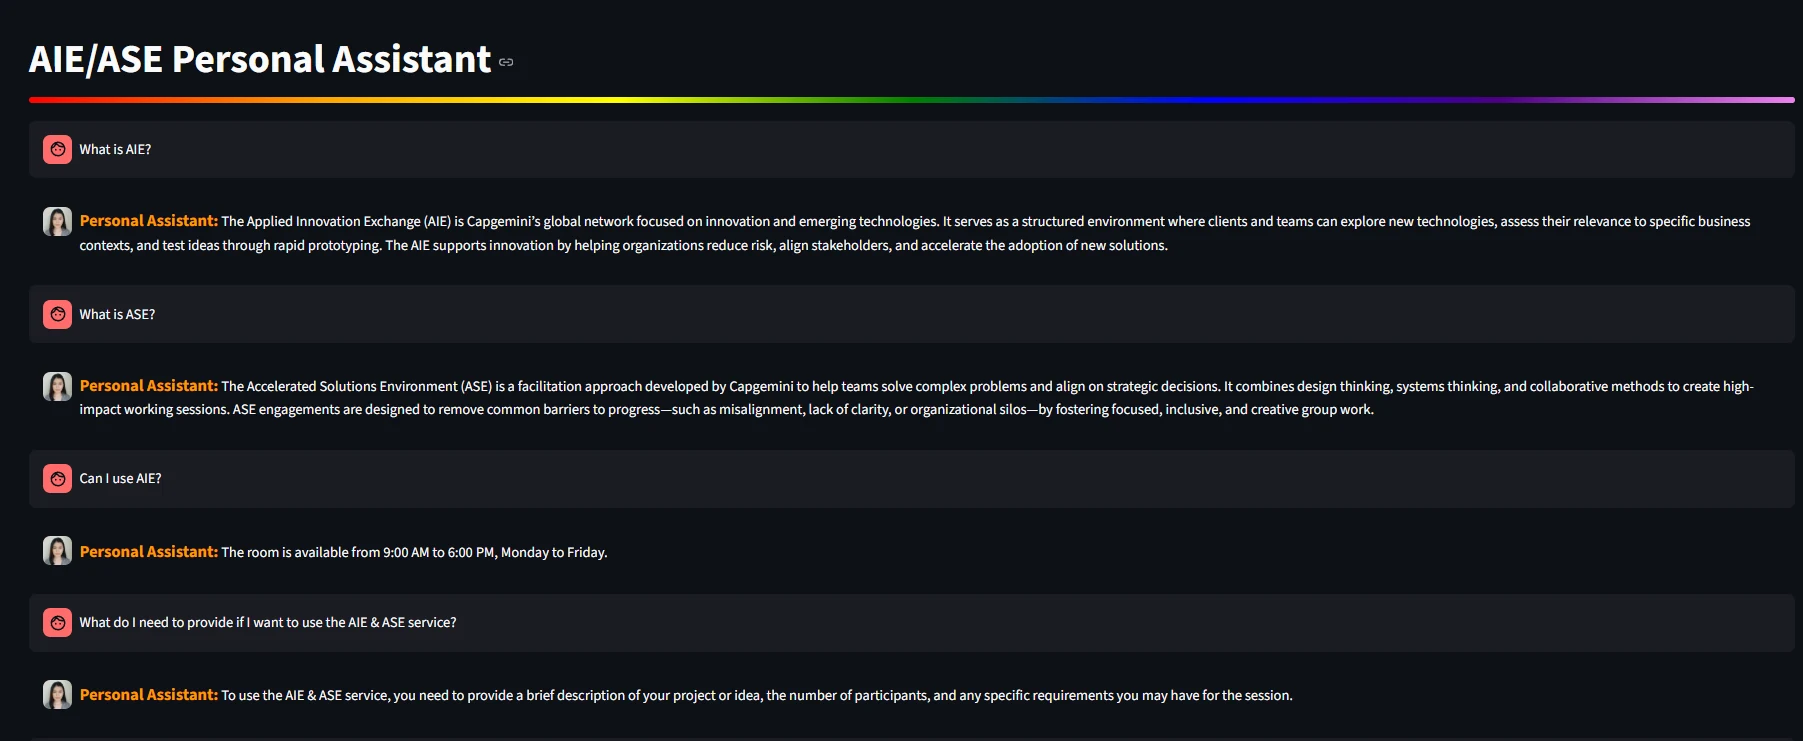 AIE/ASE Personal Assistant
What is AIE?
Personal Assistant: The Applied Innovation Exchange (AIE) is Capgemini’s global network focused on innovation and emerging technologies. It serves as a structured environment where clients and teams can explore new technologies, assess their relevance to specific business
contexts, and test ideas through rapid prototyping. The AIE supports innovation by helping organizations reduce risk, align stakeholders, and accelerate the adoption of new solutions.
What is ASE?
Personal Assistant: The Accelerated Solutions Environment (ASE) is a facilitation approach developed by Capgemini to help teams solve complex problems and align on strategic decisions. It combines design thinking, systems thinking, and collaborative methods to create high-
impact working sessions. ASE engagements are designed to remove common barriers to progress—such as misalignment, lack of clarity, or organizational silos—by fostering focused, inclusive, and creative group work.
Can I use AIE?
Personal Assistant: The room is available from 9:00 AM to 6:00 PM, Monday to Friday.
What do I need to provide if I want to use the AIE & ASE service?
Personal Assistant: To use the AIE & ASE service, you need to provide a brief description of your project or idea, the number of participants, and any specific requirements you may have for the session.